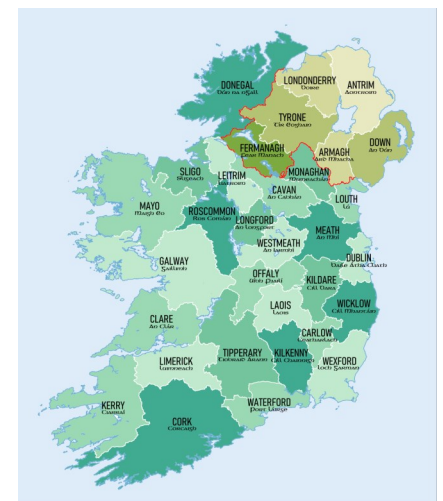 DONEGAL
Dún na nGall
LONDONDERRY
Doire
ANTRIM
Aontroim
TYRONE
Tír Eoghain
FERMANAGH
Fear Manach
ARMAGH
Ard Mhacha
DOWN
An Dún
MONAGHAN
Muineachán
SLIGO
Sligeach
LEITRIM
CAVAN
An Cabhán
LOUTH
Lú
MAYO
Maigh Eo
ROSCOMMON
Ros Comáin
LONGFORD
An Longfort
MEATH
An Mhí
WESTMEATH
An Iarmhí
DUBLIN
Baile Átha Cliath
GALWAY
Gaillimh
OFFALY
Uíbh Fhailí
KILDARE
Cill Dara
LAOIS
Laois
WICKLOW
Cill Mhantáin
CLARE
An Clár
CARLOW
Ceatharlach
LIMERICK
Luimneach
TIPPERARY
Tiobraid Árann
KILKENNY
Cill Chainnigh
WEXFORD
Loch Garman
KERRY
Ciarraí
CORK
Corcaigh
WATERFORD
Port Láirge